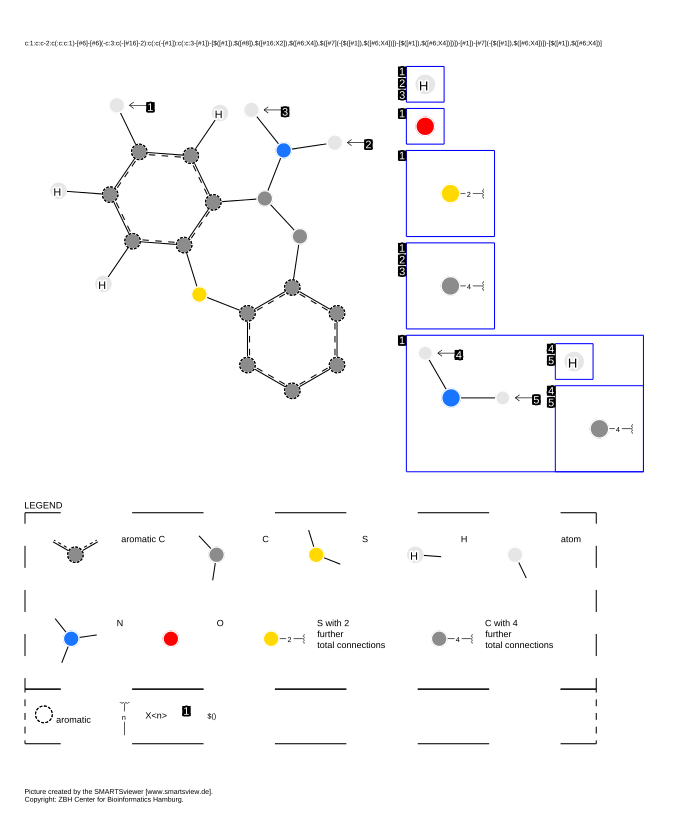 c:1:c:c-2:c(:c:c:1)-[#6]-[#6](-c:3:c(-[#16]-2):c(:c(-[#1]):c(:c:3-[#1])-[$([#1]),$([#8]),$([#16;X2]),$([#6;X4]),$([#7](-[$([#1]),$([#6;X4])])-[$([#1]),$([#6;X4])])])-[#1])-[#7](-[$([#1]),$([#6;X4])])-[$([#1]),$([#6;X4])]
1
H
3
2
H
H
1
2
3
H
1
1
2
1
2
3
4
1
4
5
4
5
H
4
5
4
LEGEND
aromatic C
C
S
H
H
atom
N
O
2
S with 2
further
total connections
4
C with 4
further
total connections
aromatic
n
X<n>
1
$()
Picture created by the SMARTSviewer [www.smartsview.de].
Copyright: ZBH Center for Bioinformatics Hamburg.